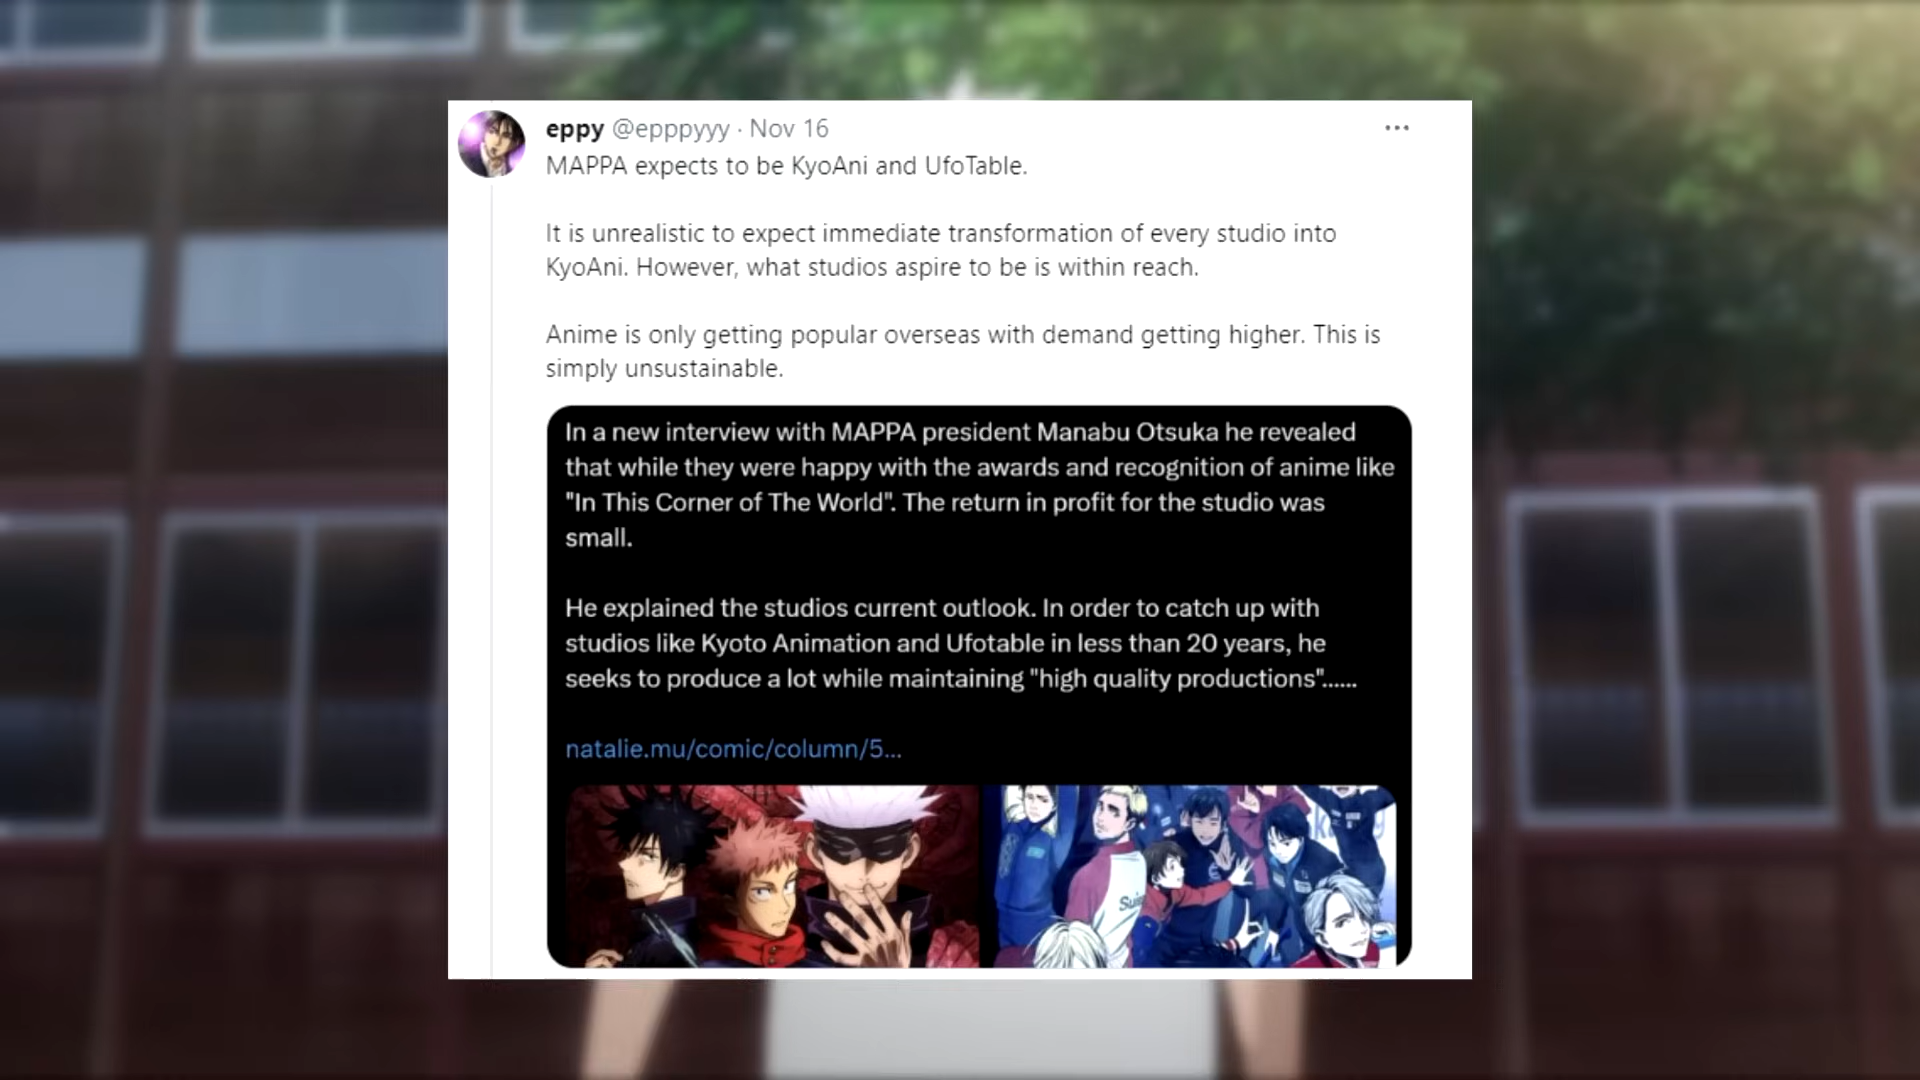 eppy @epppyyy · Nov 16
MAPPA expects to be KyoAni and UfoTable.
It is unrealistic to expect immediate transformation of every studio into
KyoAni. However, what studios aspire to be is within reach.
Anime is only getting popular overseas with demand getting higher. This is
simply unsustainable.
In a new interview with MAPPA president Manabu Otsuka he revealed
that while they were happy with the awards and recognition of anime like
"In This Corner of The World". The return in profit for the studio was
small.
He explained the studios current outlook. In order to catch up with
studios like Kyoto Animation and Ufotable in less than 20 years, he
seeks to produce a lot while maintaining "high quality productions"......
natalie.mu/comic/column/5...